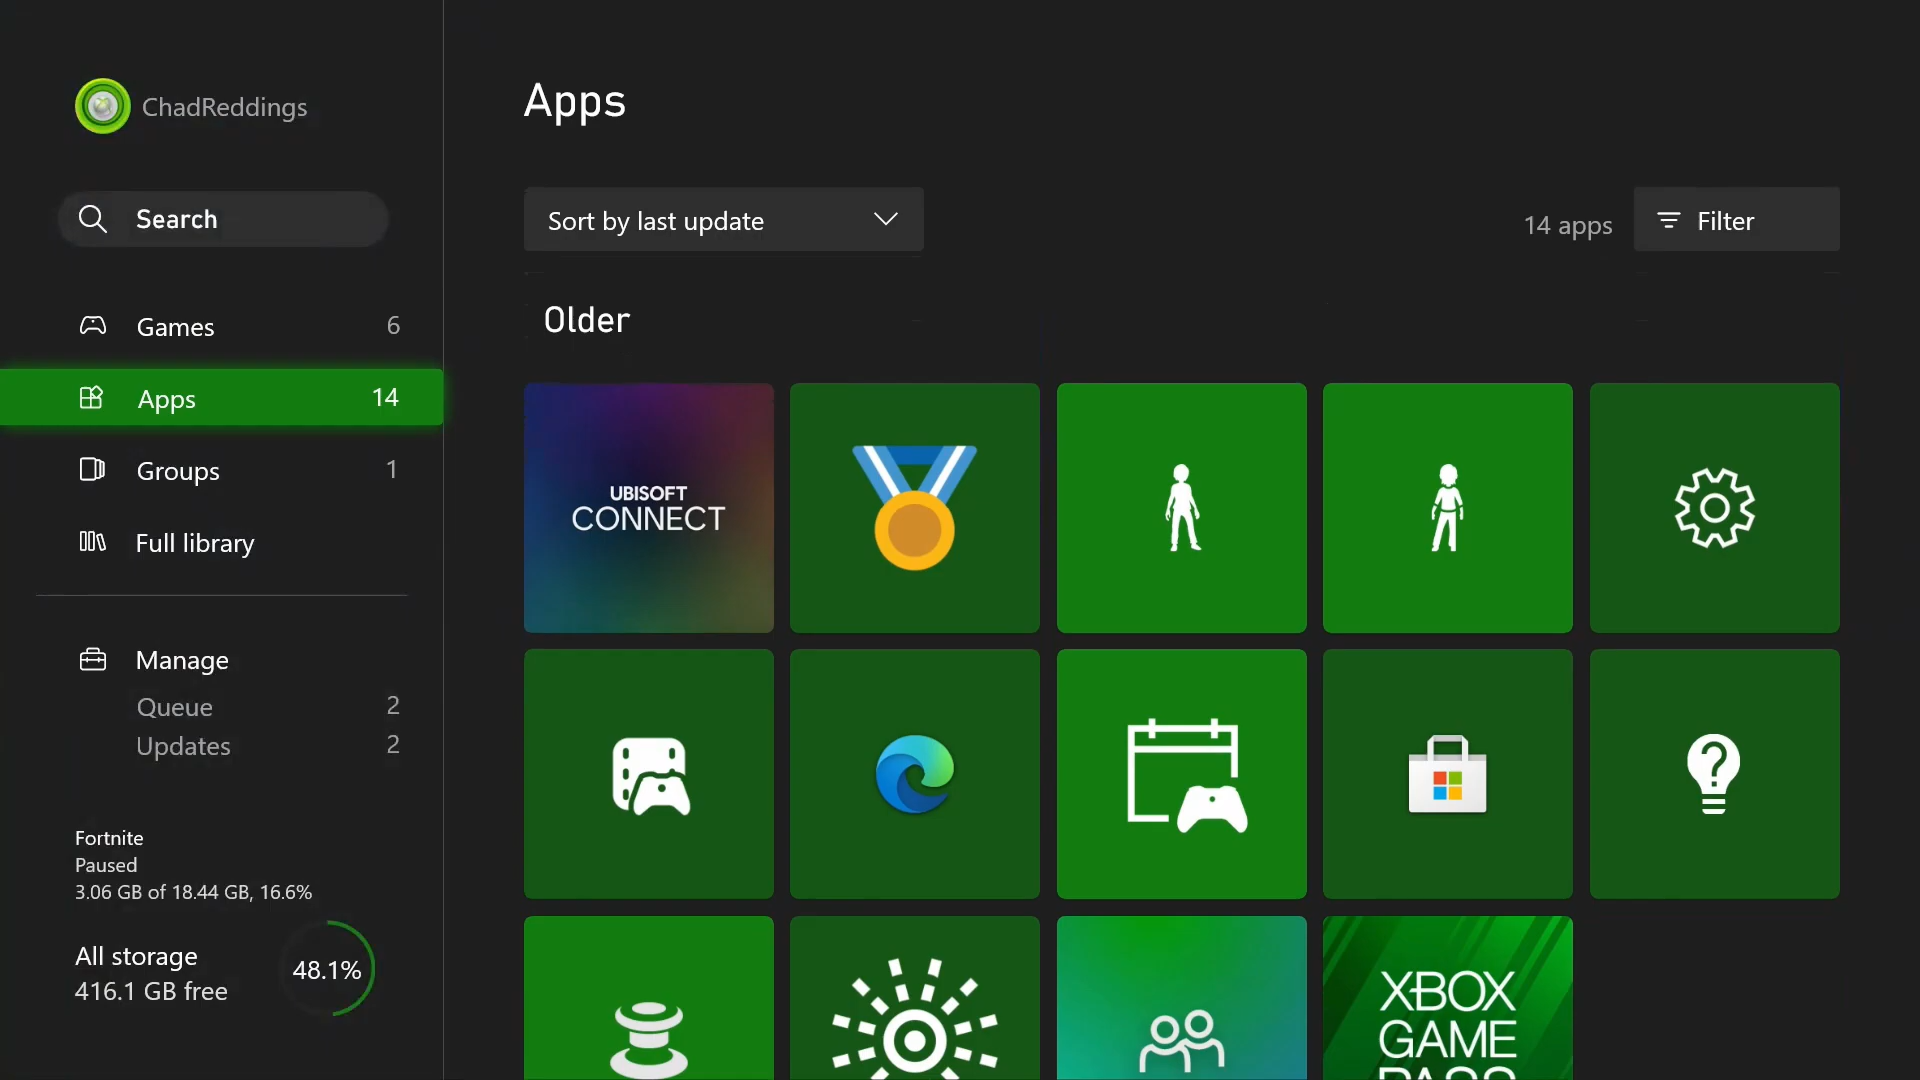 ChadReddings
Search
Games 6
Apps 14
Groups 1
Full library
Manage
Queue 2
Updates 2
Fortnite
Paused
3.06 GB of 18.44 GB, 16.6%
All storage
416.1 GB free
48.1%
Apps
Sort by last update
14 apps
Filter
Older
UBISOFT
CONNECT
XBOX
GAME
PASS